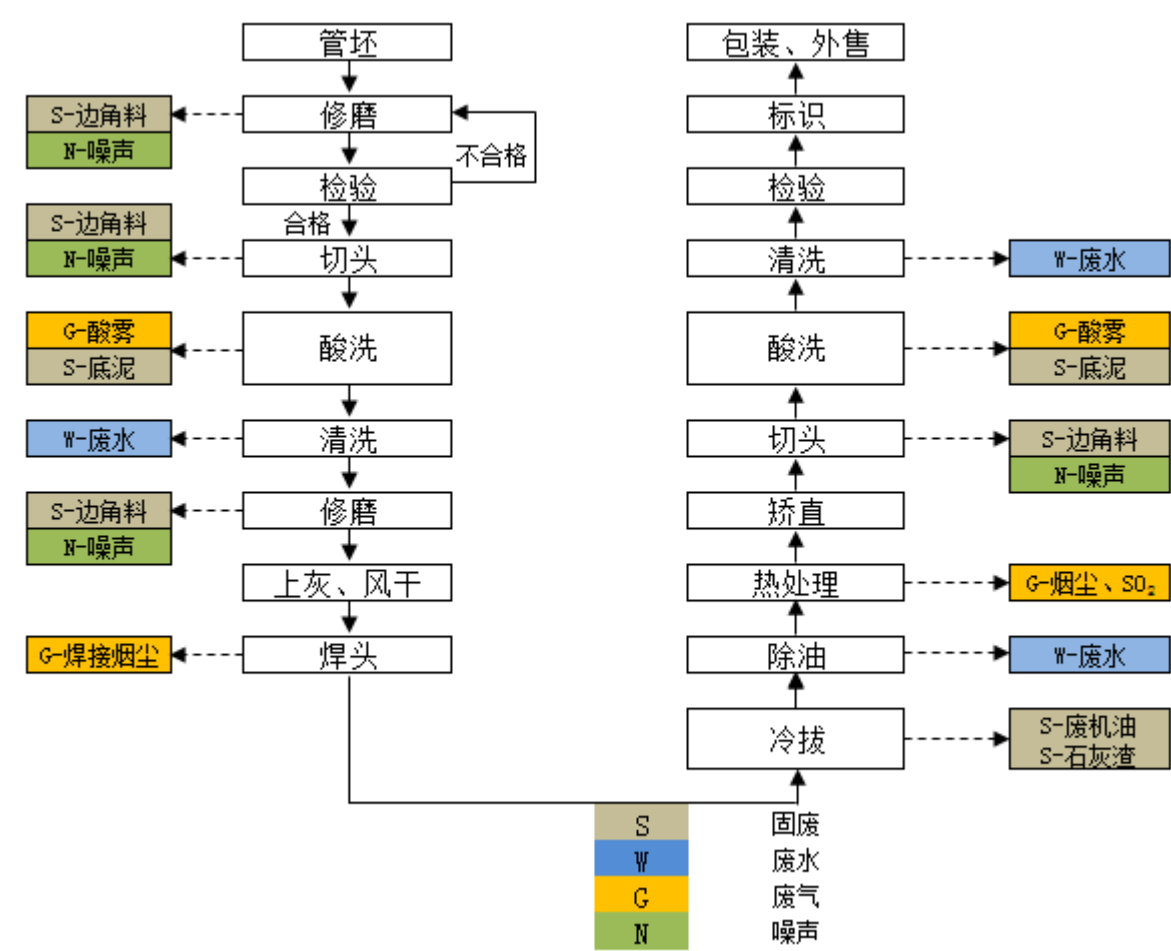 管坯
修磨
S-边角料
N-噪声
不合格
检验
合格
切头
S-边角料
N-噪声
酸洗
G-酸雾
S-底泥
清洗
W-废水
修磨
S-边角料
N-噪声
上灰、风干
焊头
G-焊接烟尘
包装、外售
标识
检验
清洗
W-废水
酸洗
G-酸雾
S-底泥
切头
S-边角料
N-噪声
矫直
热处理
G-烟尘、SO₂
除油
W-废水
冷拔
S-废机油
S-石灰渣
S 固废
W 废水
G 废气
N 噪声